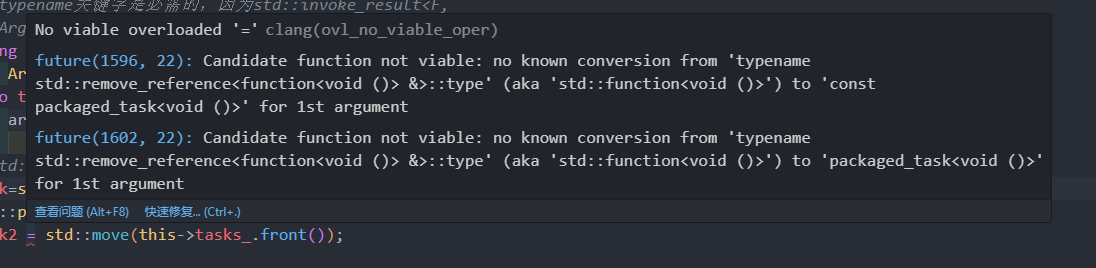 typename关键字是必需的，因为std::invoke_result<F,
Arg
No viable overloaded '=' clang(ovl_no_viable_oper)
ng
future(1596, 22): Candidate function not viable: no known conversion from 'typename
Ar
std::remove_reference<function<void ()> &>::type' (aka 'std::function<void ()>') to 'const
o t
packaged_task<void ()>' for 1st argument
ar
future(1602, 22): Candidate function not viable: no known conversion from 'typename
td:
std::remove_reference<function<void ()> &>::type' (aka 'std::function<void ()>') to 'packaged_task<void ()>'
k=s
for 1st argument
::p
查看问题 (Alt+F8) 快速修复... (Ctrl+.)
k2 = std::move(this->tasks_.front());